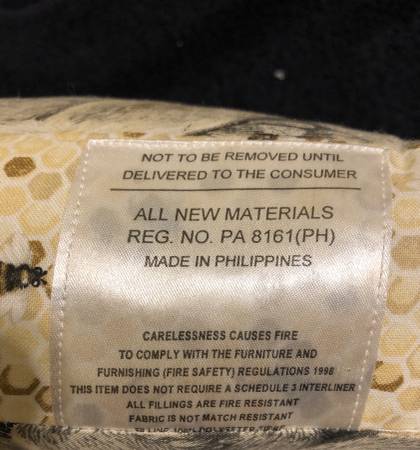 NOT TO BE REMOVED UNTIL
DELIVERED TO THE CONSUMER
ALL NEW MATERIALS
REG. NO. PA 8161(PH)
MADE IN PHILIPPINES
CARELESSNESS CAUSES FIRE
TO COMPLY WITH THE FURNITURE AND
FURNISHING (FIRE SAFETY) REGULATIONS 1998
THIS ITEM DOES NOT REQUIRE A SCHEDULE 3 INTERLINER
ALL FILLINGS ARE FIRE RESISTANT
FABRIC IS NOT MATCH RESISTANT